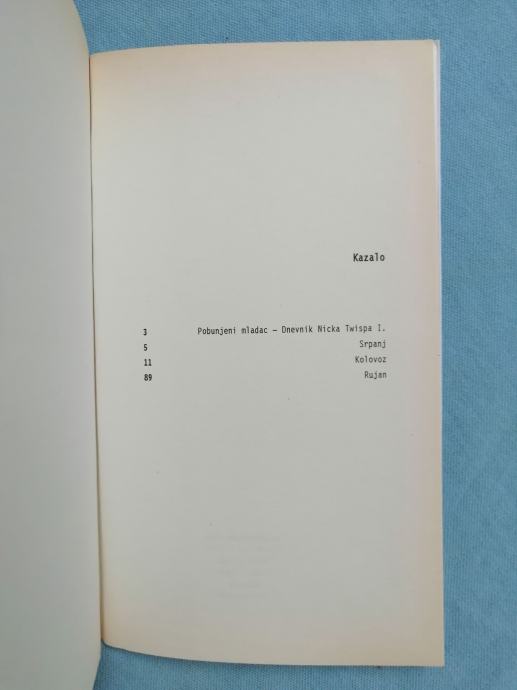 Kazalo
3 Pobunjeni mladac – Dnevnik Nicka Twispa I.
5 Srpanj
11 Kolovoz
89 Rujan